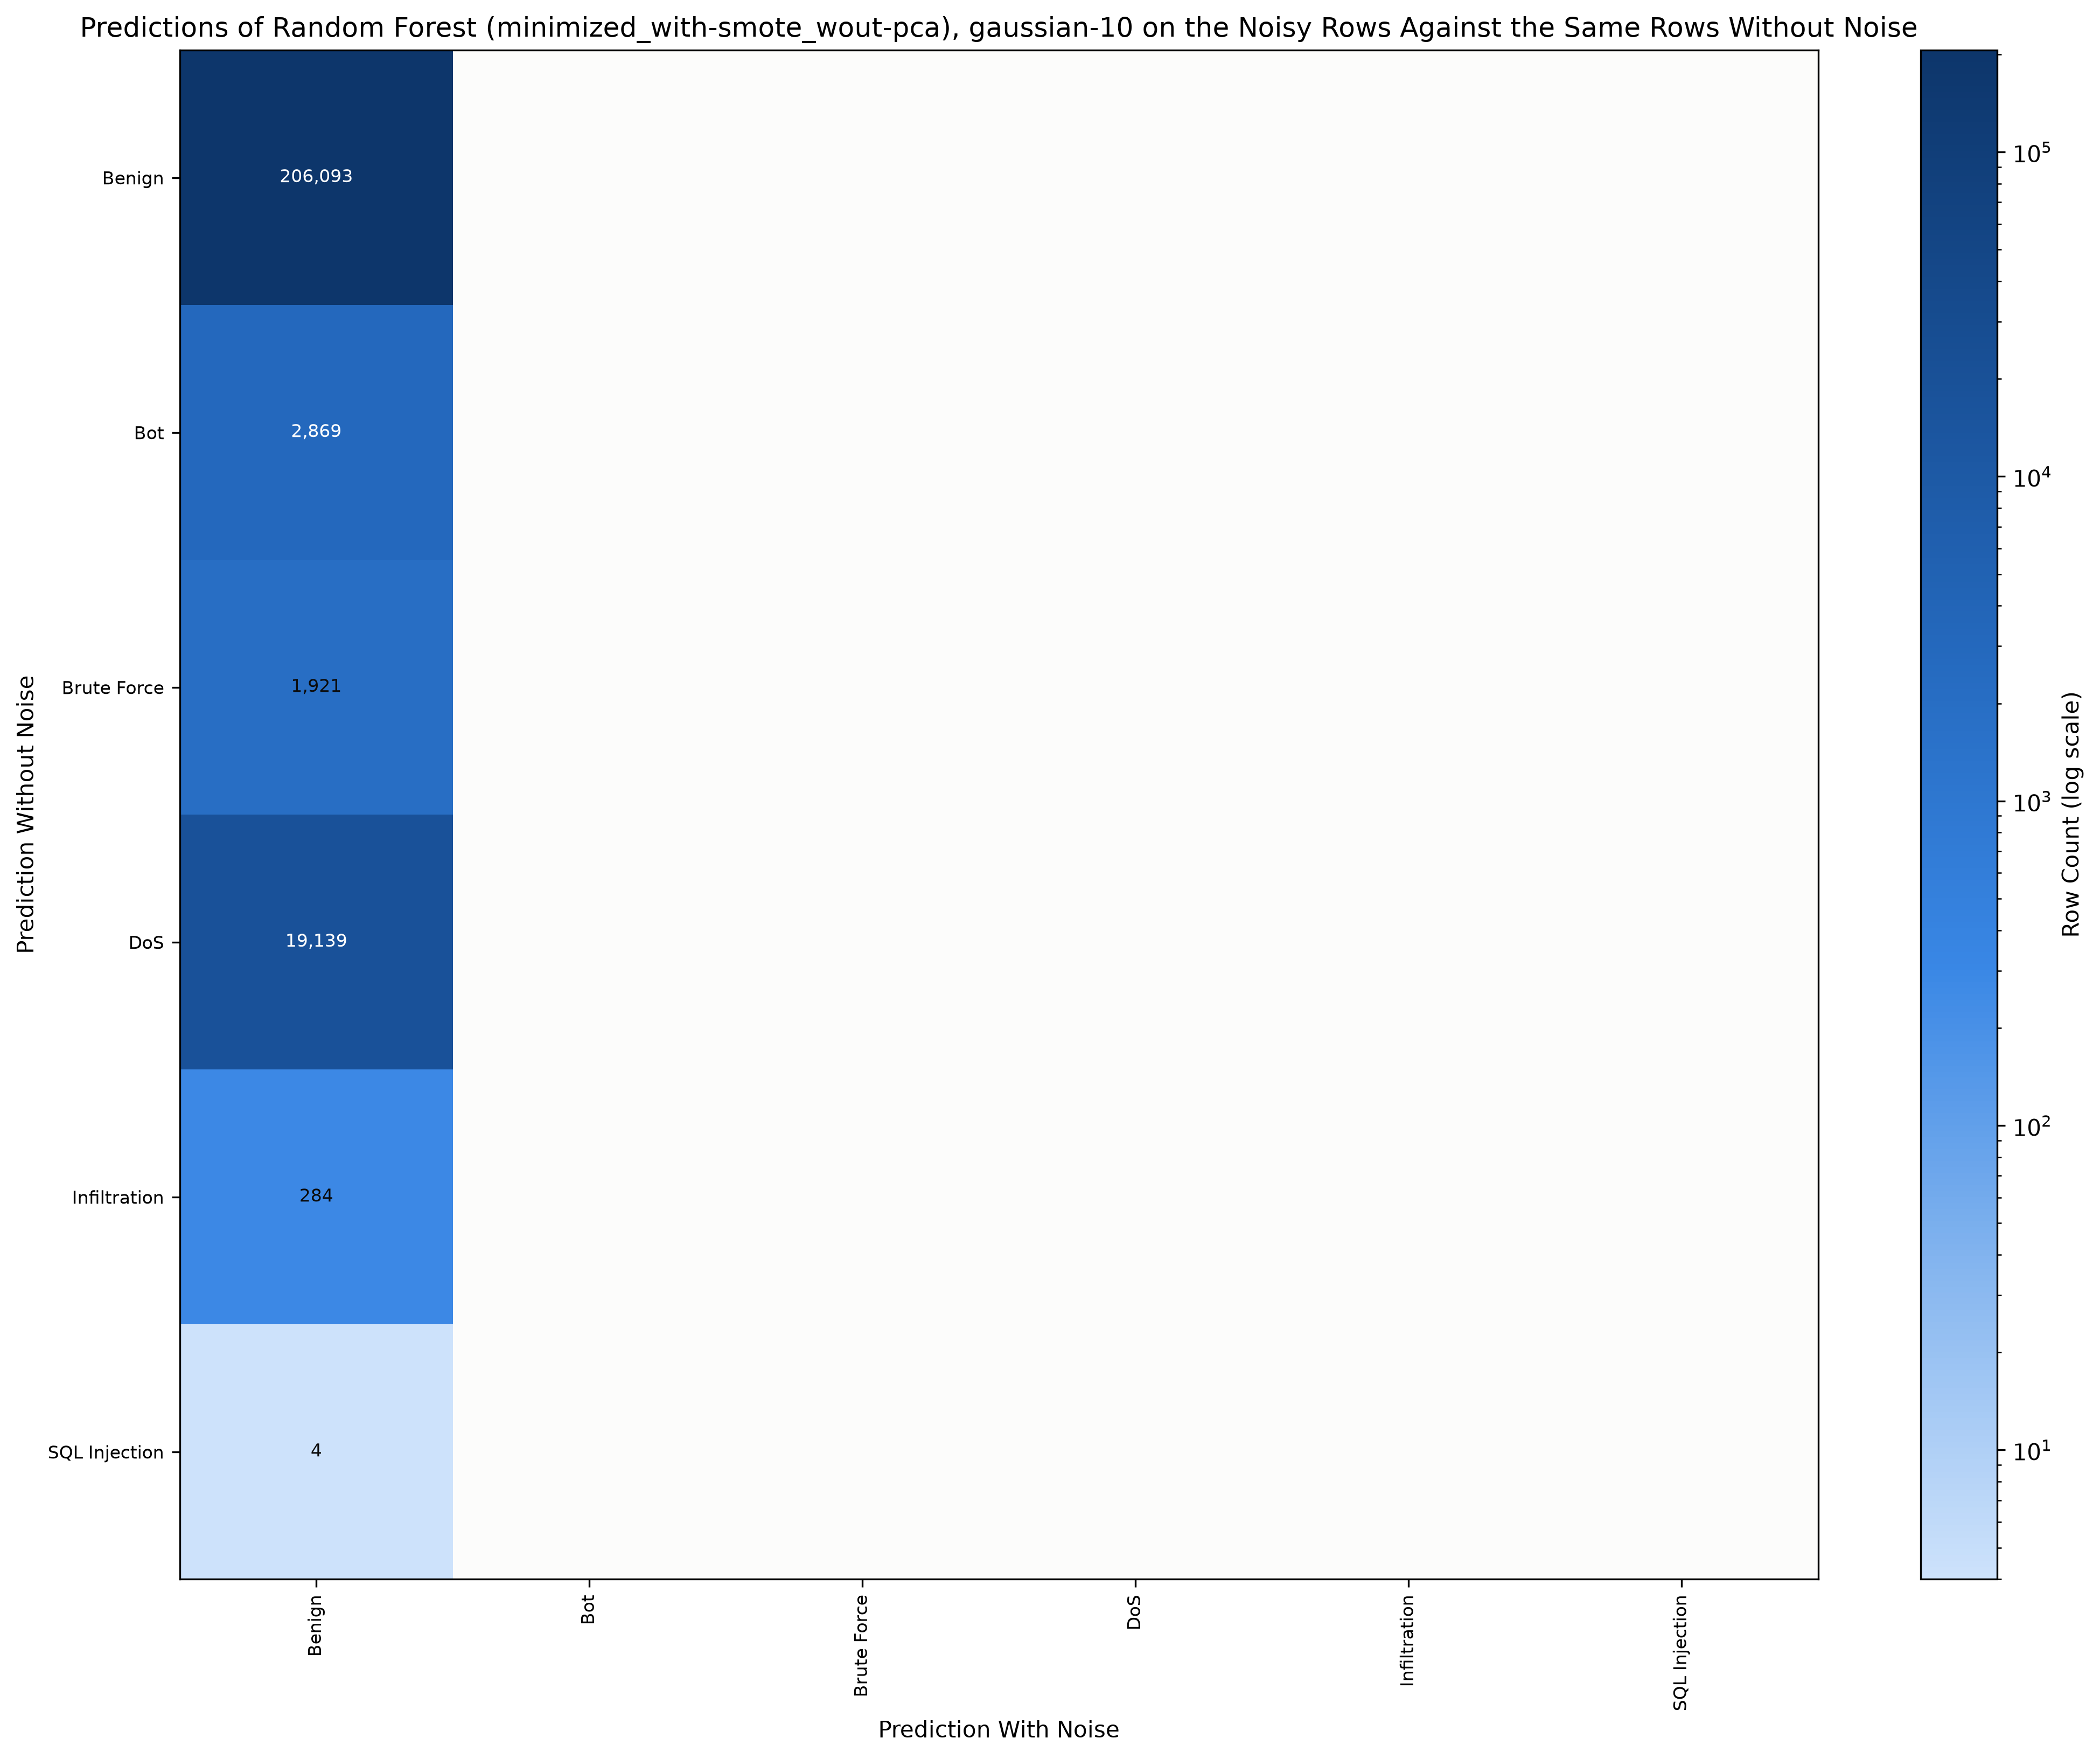 Predictions of Random Forest (minimized_with-smote_wout-pca), gaussian-10 on the Noisy Rows Against the Same Rows Without Noise
Prediction Without Noise
Benign
206,093
Bot
2,869
Brute Force
1,921
DoS
19,139
Infiltration
284
SQL Injection
4
Benign
Bot
Brute Force
DoS
Infiltration
SQL Injection
Prediction With Noise
10⁵
10⁴
10³
10²
10¹
Row Count (log scale)